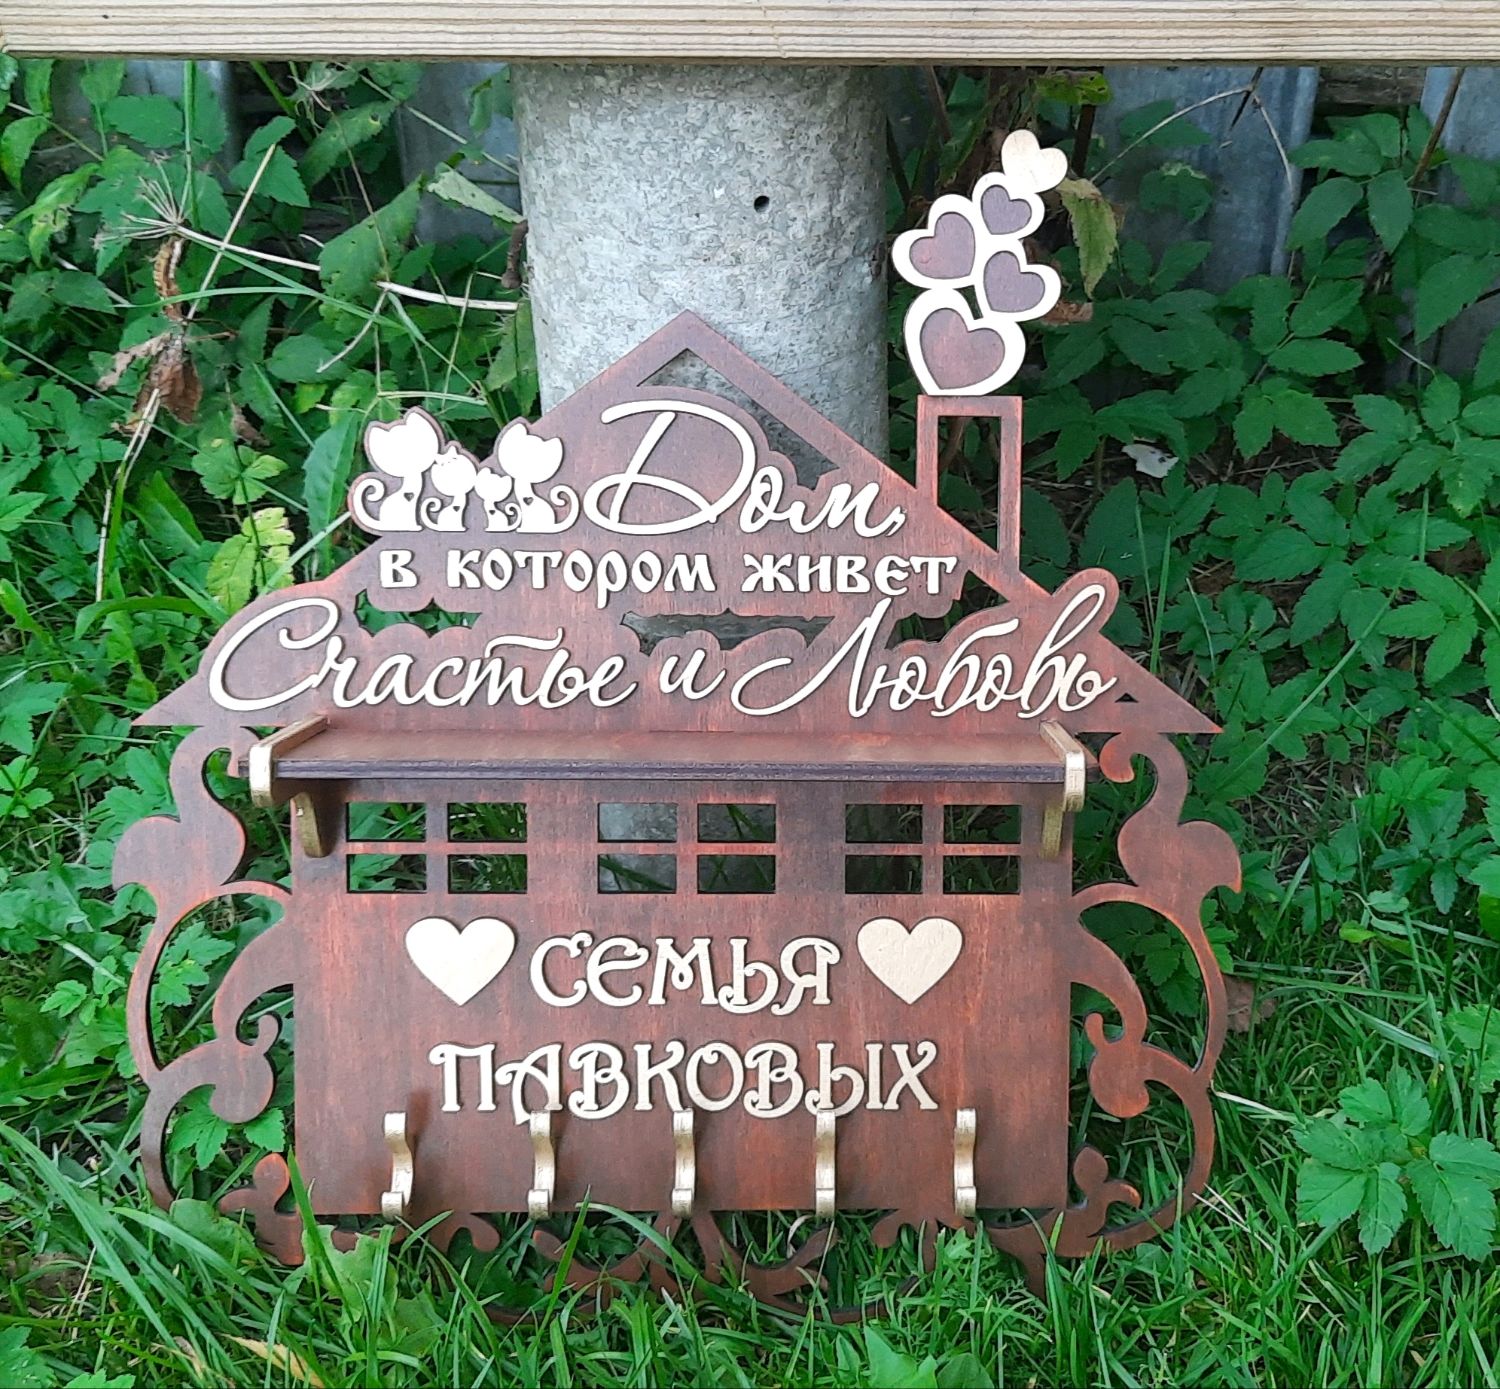 Дом,
в котором живет
Счастье и Любовь
СЕМЬЯ
ПАВКОВЫХ